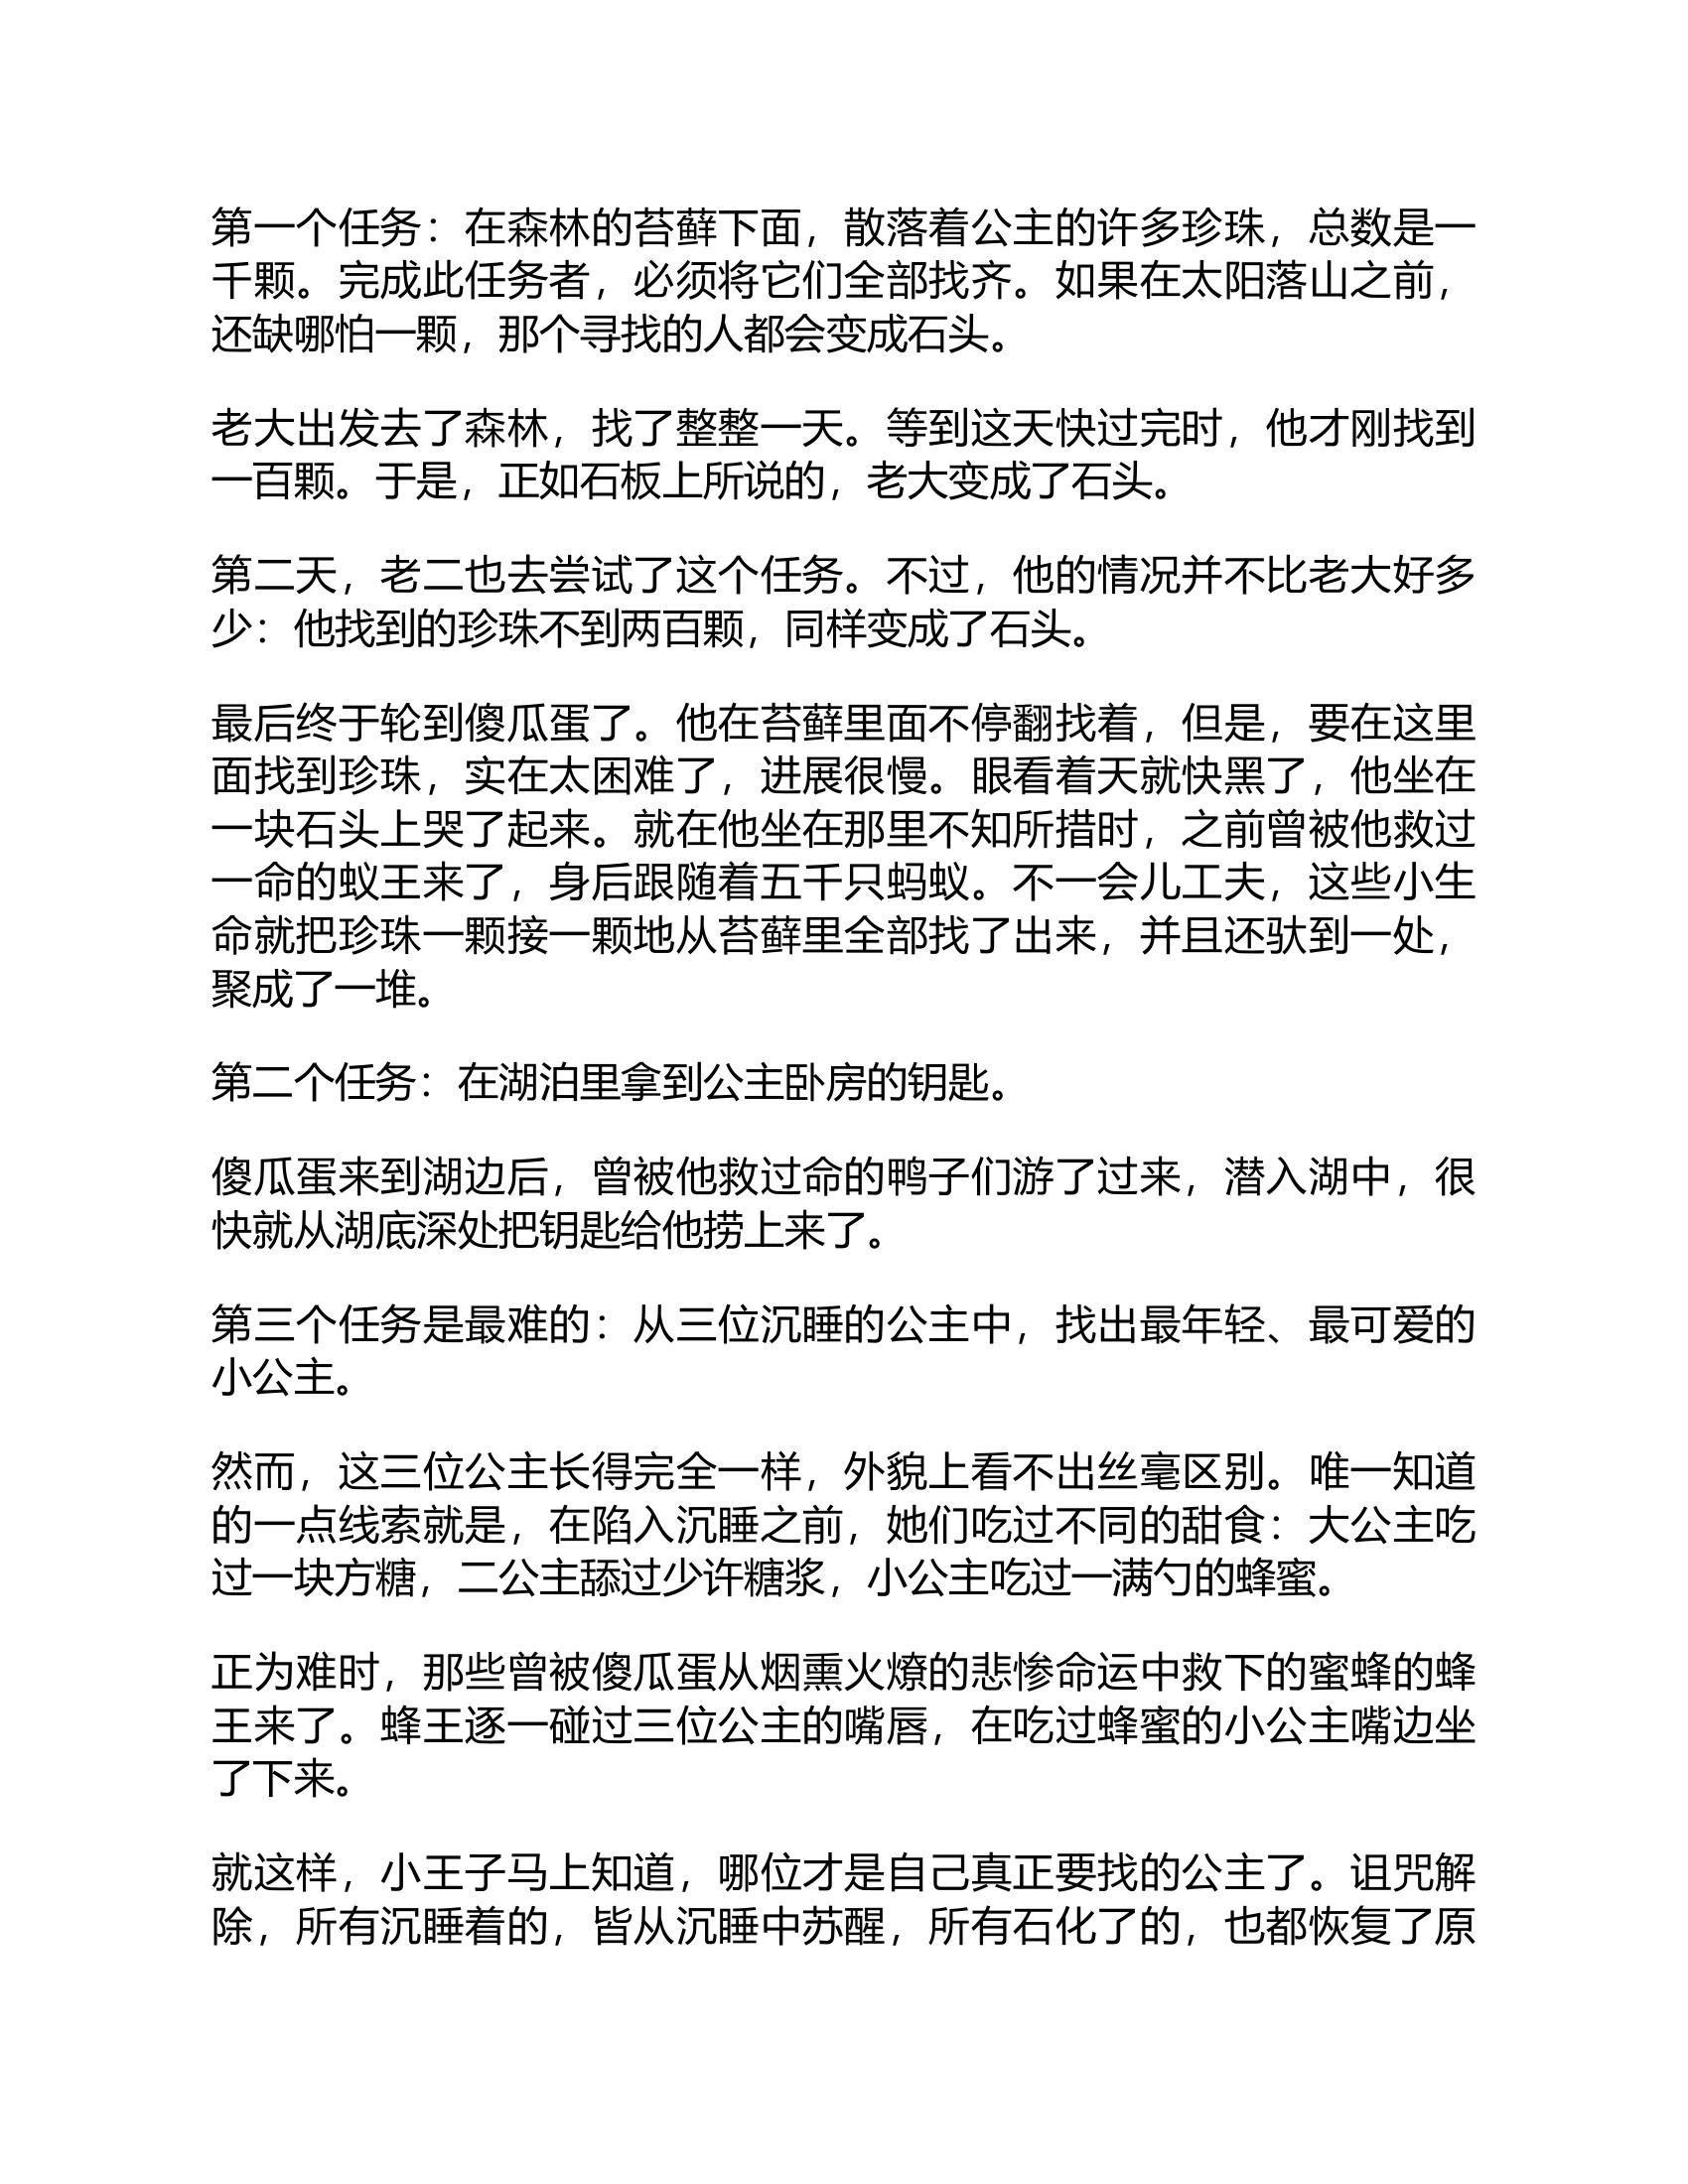 第一个任务：在森林的苔藓下面，散落着公主的许多珍珠，总数是一
千颗。完成此任务者，必须将它们全部找齐。如果在太阳落山之前，
还缺哪怕一颗，那个寻找的人都会变成石头。
老大出发去了森林，找了整整一天。等到这天快过完时，他才刚找到
一百颗。于是，正如石板上所说的，老大变成了石头。
第二天，老二也去尝试了这个任务。不过，他的情况并不比老大好多
少：他找到的珍珠不到两百颗，同样变成了石头。
最后终于轮到傻瓜蛋了。他在苔藓里面不停翻找着，但是，要在这里
面找到珍珠，实在太困难了，进展很慢。眼看着天就快黑了，他坐在
一块石头上哭了起来。就在他坐在那里不知所措时，之前曾被他救过
一命的蚁王来了，身后跟随着五千只蚂蚁。不一会儿工夫，这些小生
命就把珍珠一颗接一颗地从苔藓里全部找了出来，并且还驮到一处，
聚成了一堆。
第二个任务：在湖泊里拿到公主卧房的钥匙。
傻瓜蛋来到湖边后，曾被他救过命的鸭子们游了过来，潜入湖中，很
快就从湖底深处把钥匙给他捞上来了。
第三个任务是最难的：从三位沉睡的公主中，找出最年轻、最可爱的
小公主。
然而，这三位公主长得完全一样，外貌上看不出丝毫区别。唯一知道
的一点线索就是，在陷入沉睡之前，她们吃过不同的甜食：大公主吃
过一块方糖，二公主舔过少许糖浆，小公主吃过一满勺的蜂蜜。
正为难时，那些曾被傻瓜蛋从烟熏火燎的悲惨命运中救下的蜜蜂的蜂
王来了。蜂王逐一碰过三位公主的嘴唇，在吃过蜂蜜的小公主嘴边坐
了下来。
就这样，小王子马上知道，哪位才是自己真正要找的公主了。诅咒解
除，所有沉睡着的，皆从沉睡中苏醒，所有石化了的，也都恢复了原